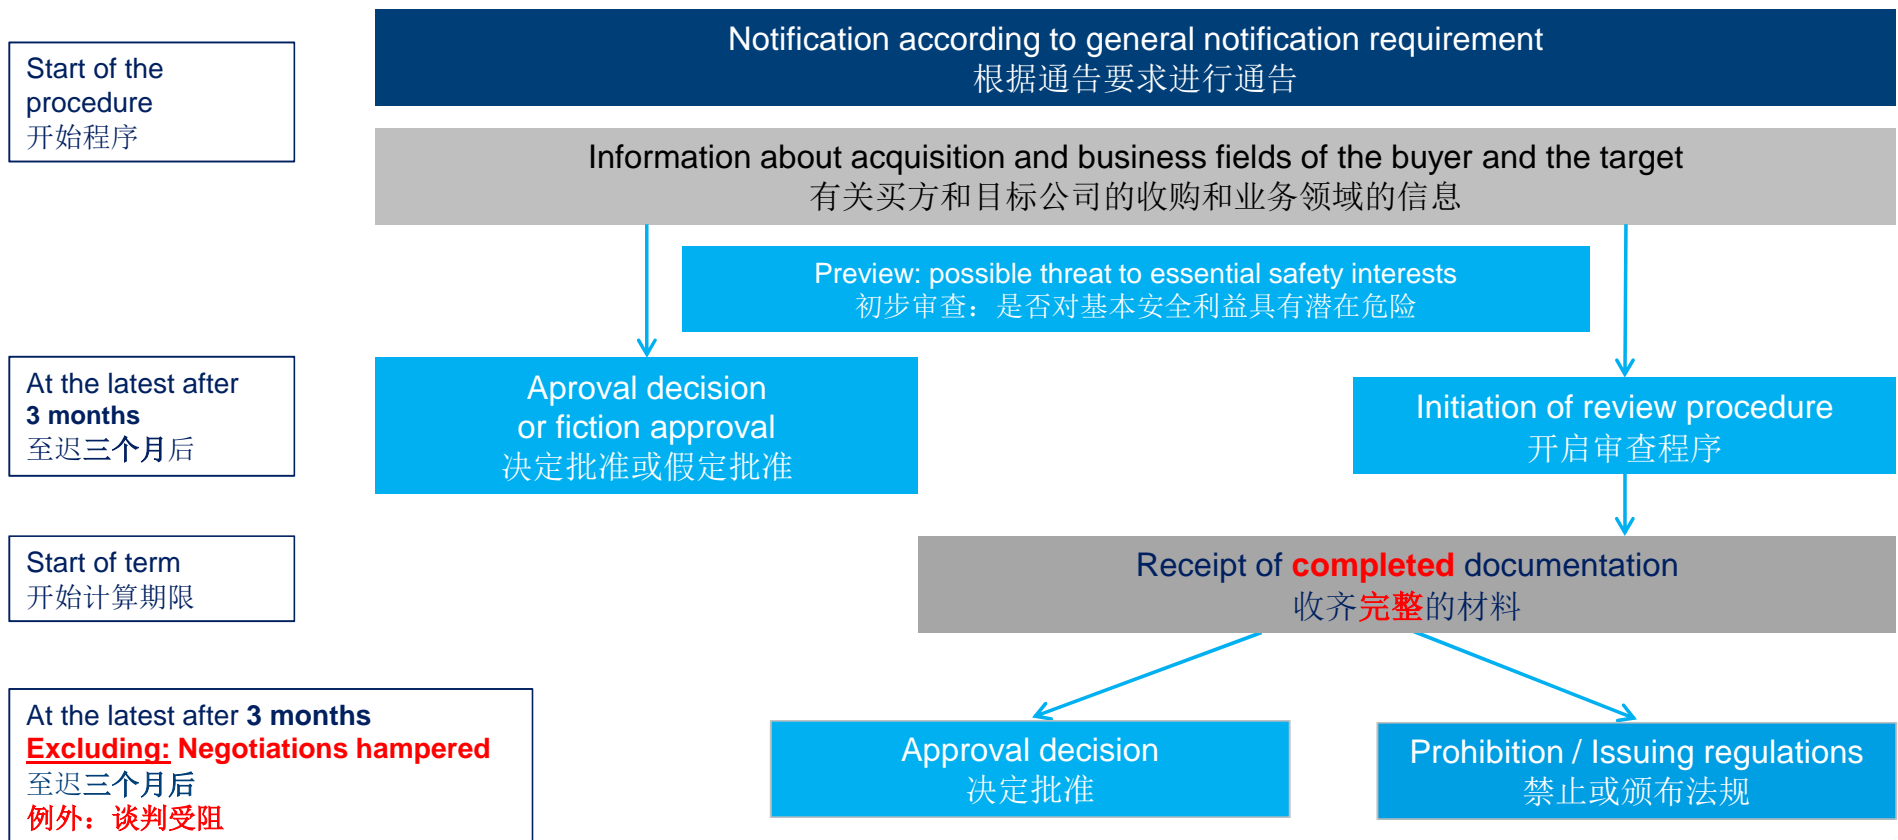 Notification according to general notification requirement
根据通告要求进行通告
Start of the
procedure
开始程序
Information about acquisition and business fields of the buyer and the target
有关买方和目标公司的收购和业务领域的信息
Preview: possible threat to essential safety interests
初步审查：是否对基本安全利益具有潜在危险
At the latest after
3 months
至迟三个月后
Aproval decision
or fiction approval
决定批准或假定批准
Initiation of review procedure
开启审查程序
Start of term
开始计算期限
Receipt of completed documentation
收齐完整的材料
At the latest after 3 months
Excluding: Negotiations hampered
至迟三个月后
例外：谈判受阻
Approval decision
决定批准
Prohibition / Issuing regulations
禁止或颁布法规